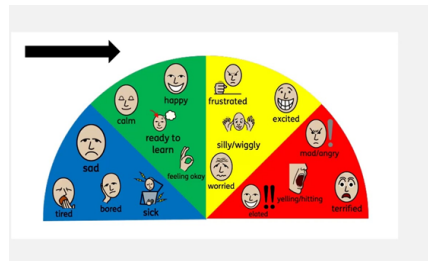 sad
tired
bored
sick
calm
happy
ready to
learn
feeling okay
frustrated
excited
silly/wiggly
worried
mad/angry
elated
yelling/hitting
terrified